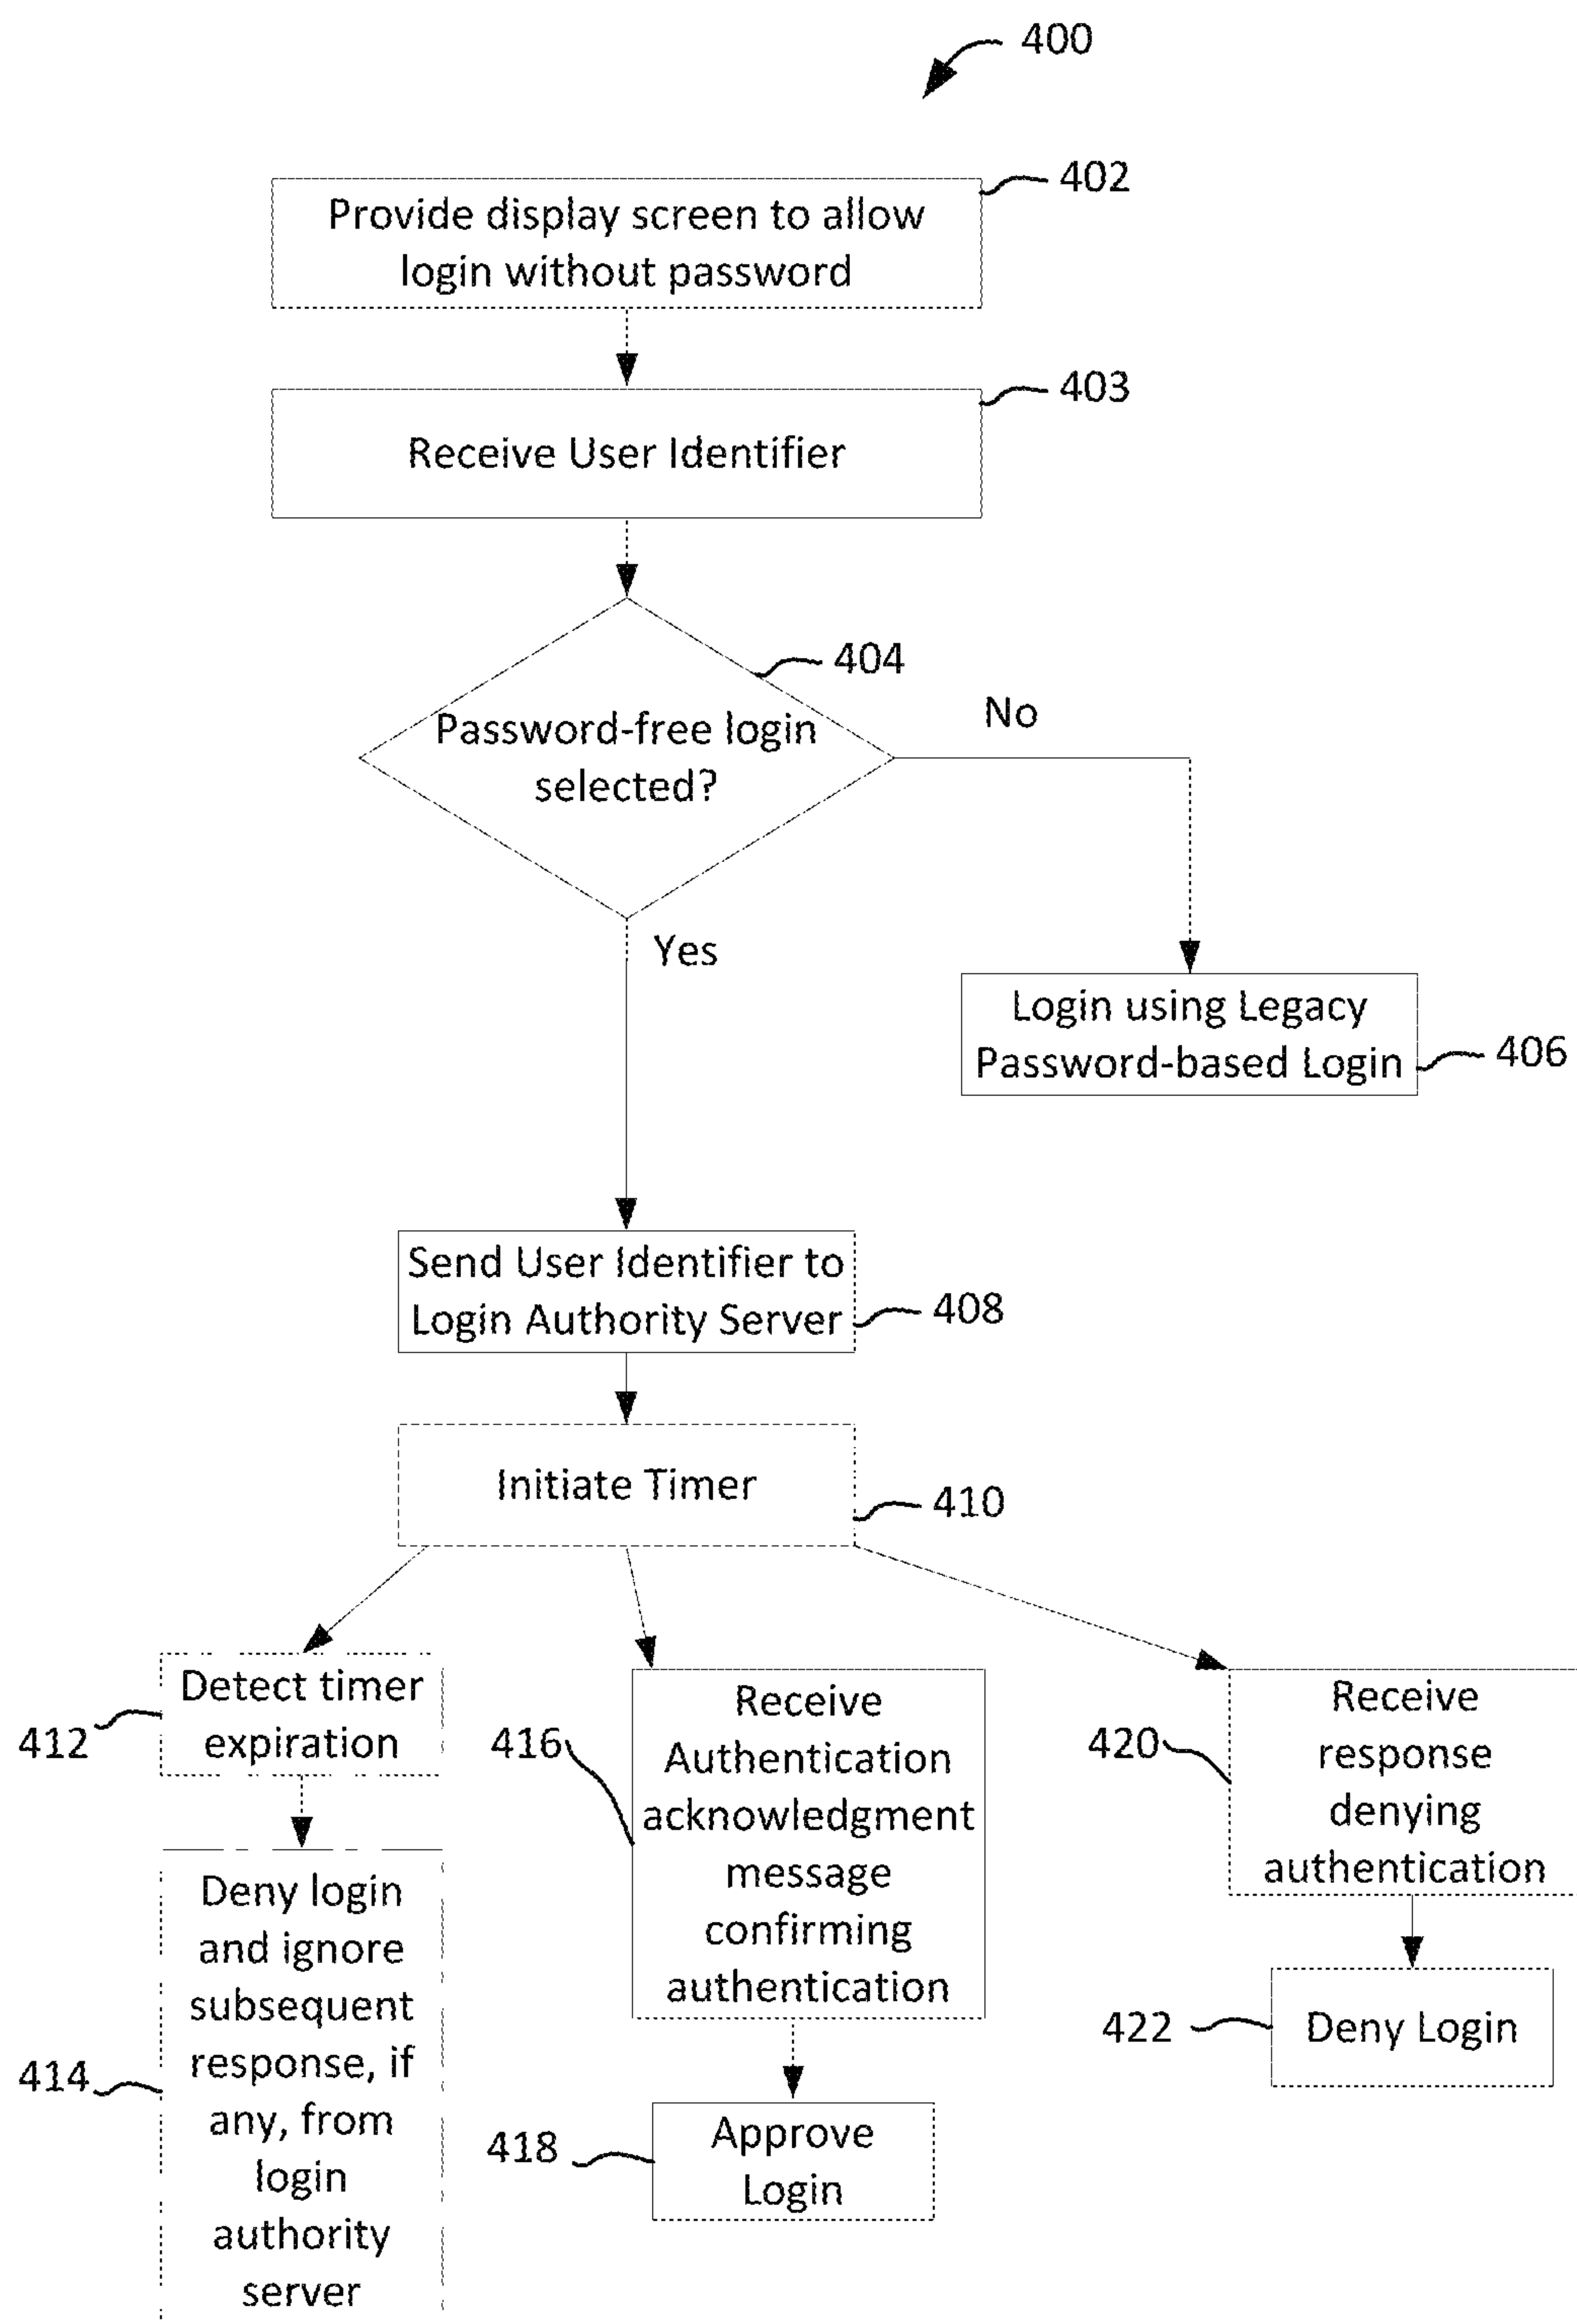 400
402
Provide display screen to allow
login without password
403
Receive User Identifier
404
Password-free login
selected?
No
Yes
Login using Legacy
Password-based Login
406
Send User Identifier to
Login Authority Server
408
Initiate Timer
410
Detect timer
expiration
412
Deny login
and ignore
subsequent
response, if
any, from
login
authority
server
414
416
Receive
Authentication
acknowledgment
message
confirming
authentication
418
Approve
Login
420
Receive
response
denying
authentication
422
Deny Login